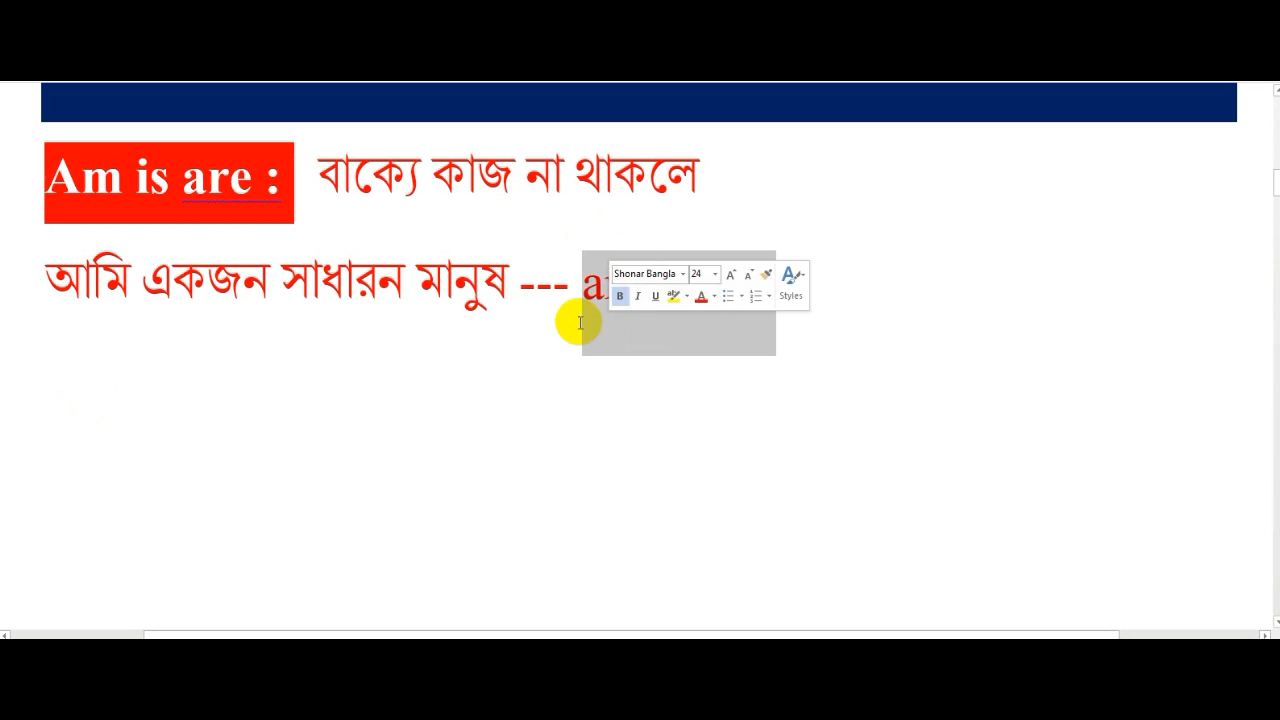 Am is are : বাক্যে কাজ না থাকলে
আমি একজন সাধারন মানুষ ---
Shonar Bangla 24
B I U A Styles